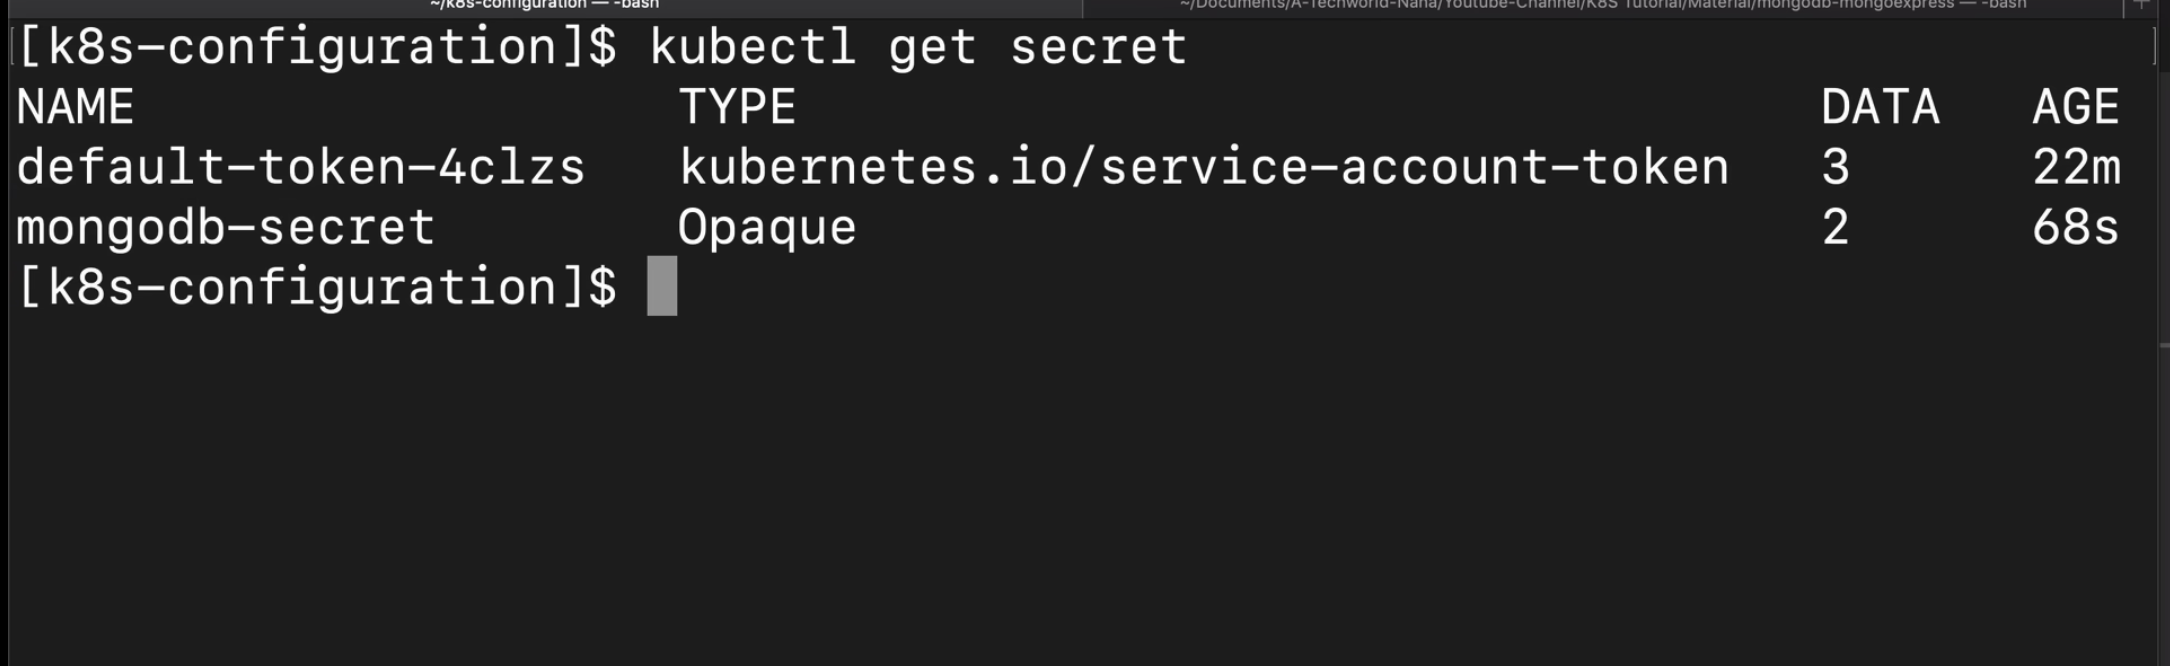 ~/k8s-configuration — -bash
~/Documents/A-Techworld-Nana/Youtube-Channel/K8S Tutorial/Material/mongodb-mongoexpress — -bash
[k8s-configuration]$ kubectl get secret
NAME TYPE DATA AGE
default-token-4clzs kubernetes.io/service-account-token 3 22m
mongodb-secret Opaque 2 68s
[k8s-configuration]$